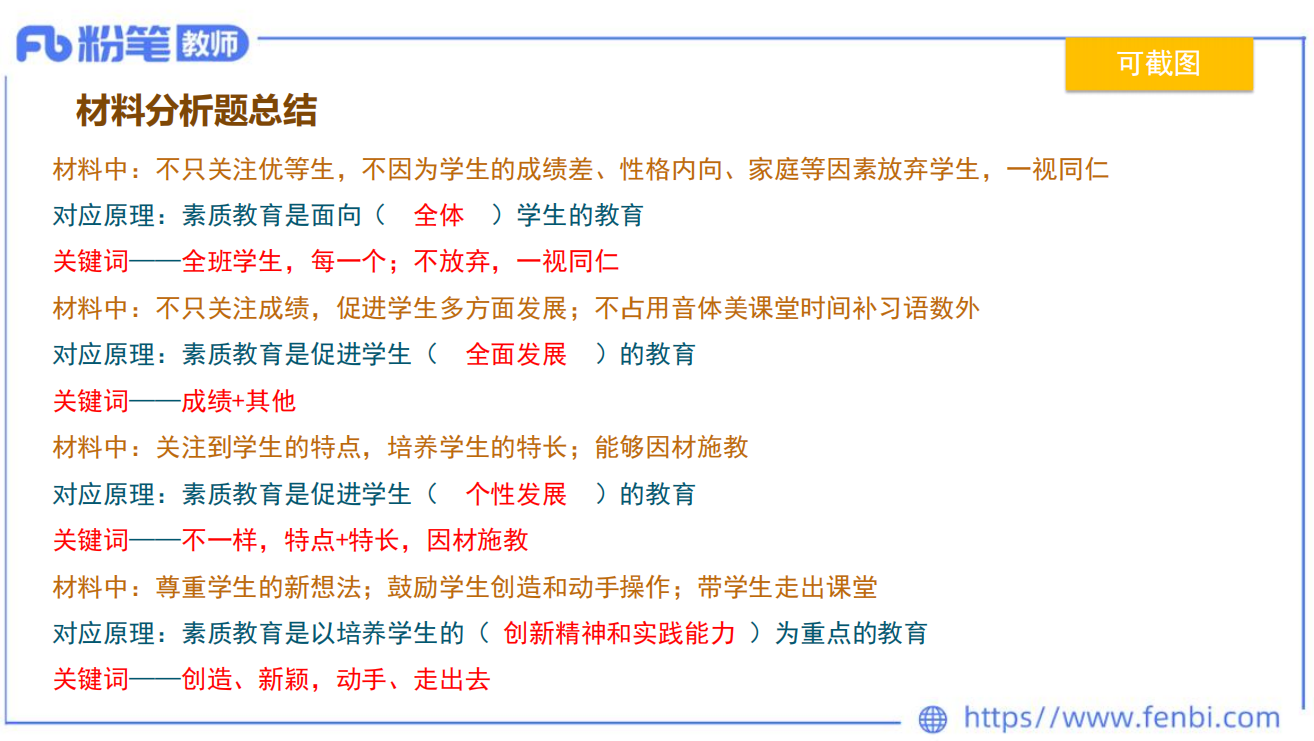 粉笔教师
可截图
材料分析题总结
材料中：不只关注优等生，不因为学生的成绩差、性格内向、家庭等因素放弃学生，一视同仁
对应原理：素质教育是面向（ 全体 ）学生的教育
关键词——全班学生，每一个；不放弃，一视同仁
材料中：不只关注成绩，促进学生多方面发展；不占用音体美课堂时间补习语数外
对应原理：素质教育是促进学生（ 全面发展 ）的教育
关键词——成绩+其他
材料中：关注到学生的特点，培养学生的特长；能够因材施教
对应原理：素质教育是促进学生（ 个性发展 ）的教育
关键词——不一样，特点+特长，因材施教
材料中：尊重学生的新想法；鼓励学生创造和动手操作；带学生走出课堂
对应原理：素质教育是以培养学生的（ 创新精神和实践能力 ）为重点的教育
关键词——创造、新颖，动手、走出去
https//www.fenbi.com